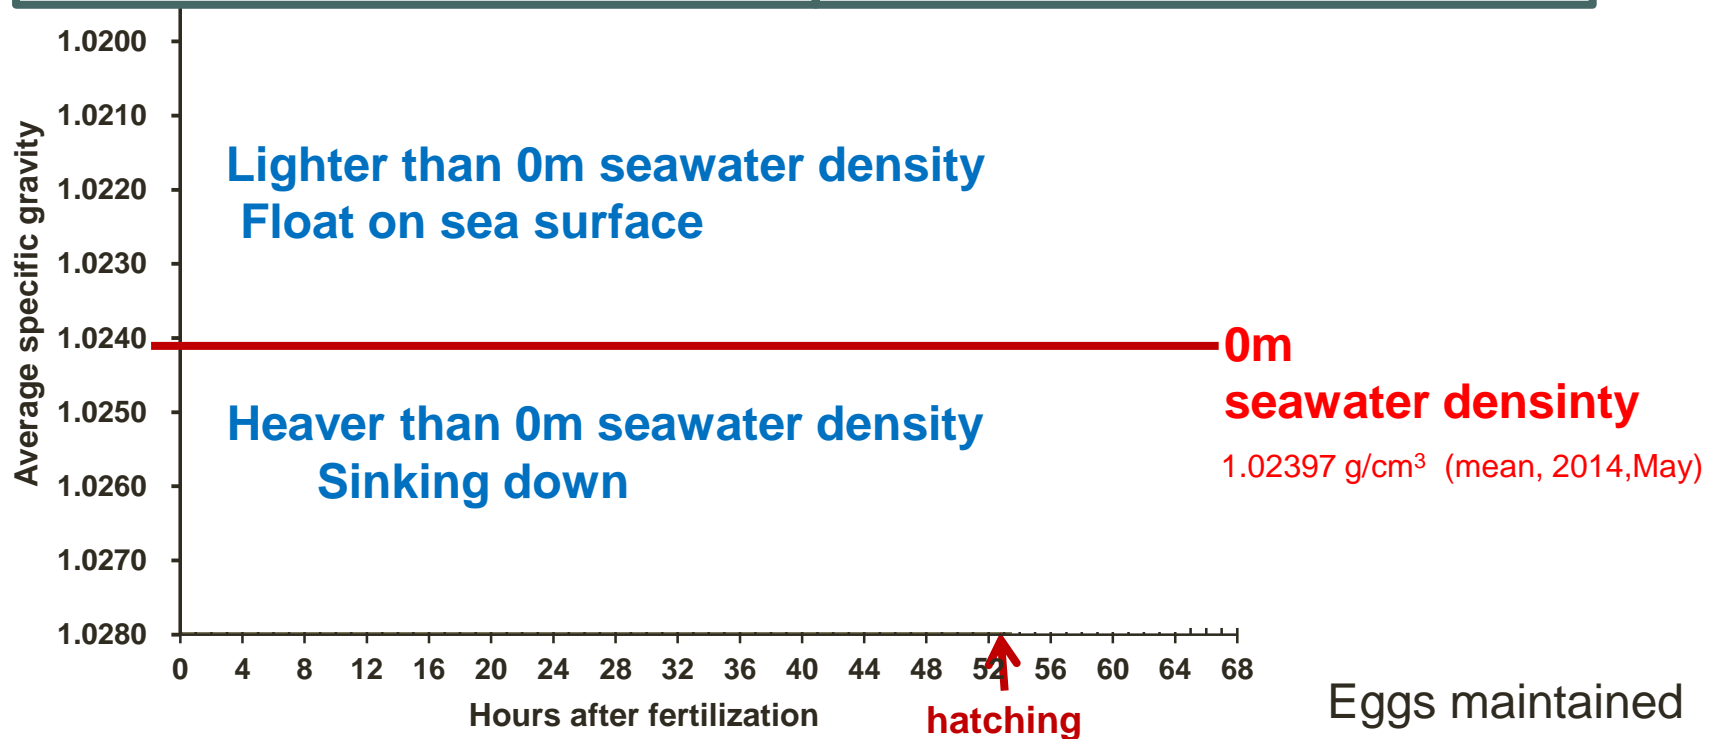 1.0200
1.0210
1.0220
1.0230
1.0240
1.0250
1.0260
1.0270
1.0280
Average specific gravity
Lighter than 0m seawater density
Float on sea surface
Heaver than 0m seawater density
Sinking down
0m
seawater densinty
1.02397 g/cm³ (mean, 2014,May)
0 4 8 12 16 20 24 28 32 36 40 44 48 52 56 60 64 68
Hours after fertilization
hatching
Eggs maintained